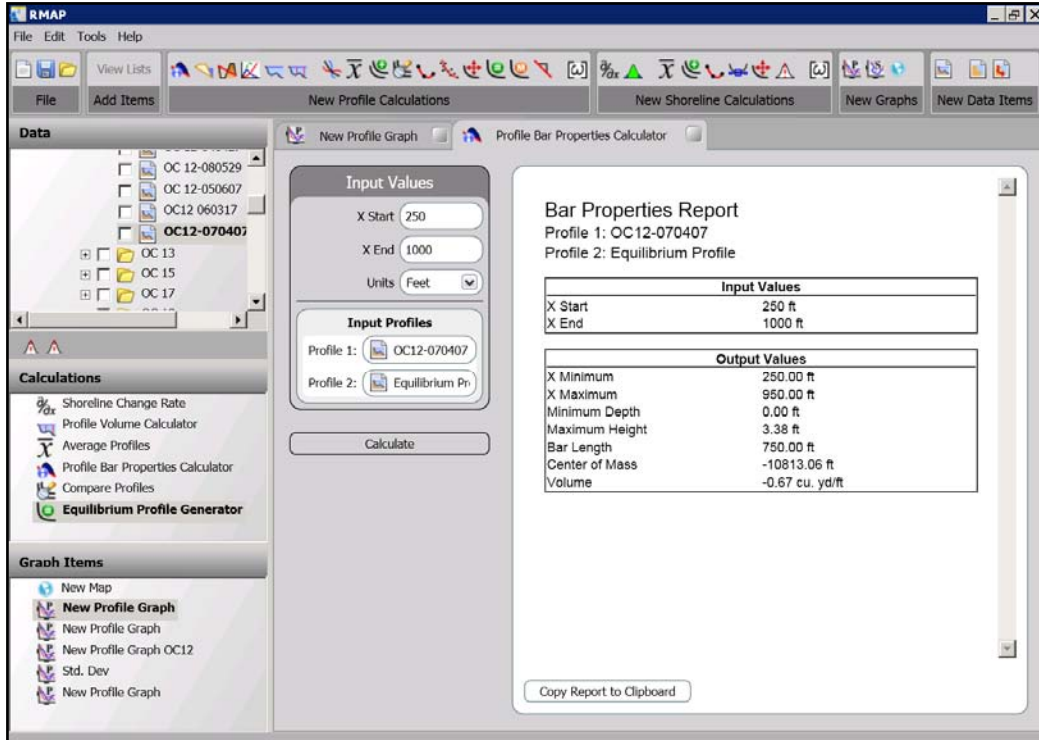 RMAP
File Edit Tools Help
View Lists
File
Add Items
New Profile Calculations
New Shoreline Calculations
New Graphs
New Data Items
Data
OC 12-080529
OC 12-050607
OC12 060317
OC12-070407
OC 13
OC 15
OC 17
Calculations
Shoreline Change Rate
Profile Volume Calculator
Average Profiles
Profile Bar Properties Calculator
Compare Profiles
Equilibrium Profile Generator
Graph Items
New Map
New Profile Graph
New Profile Graph
New Profile Graph OC12
Std. Dev
New Profile Graph
New Profile Graph
Profile Bar Properties Calculator
Input Values
X Start 250
X End 1000
Units Feet
Input Profiles
Profile 1: OC12-070407
Profile 2: Equilibrium Pr
Calculate
Bar Properties Report
Profile 1: OC12-070407
Profile 2: Equilibrium Profile
Input Values
X Start 250 ft
X End 1000 ft
Output Values
X Minimum 250.00 ft
X Maximum 950.00 ft
Minimum Depth 0.00 ft
Maximum Height 3.38 ft
Bar Length 750.00 ft
Center of Mass -10813.06 ft
Volume -0.67 cu. yd/ft
Copy Report to Clipboard